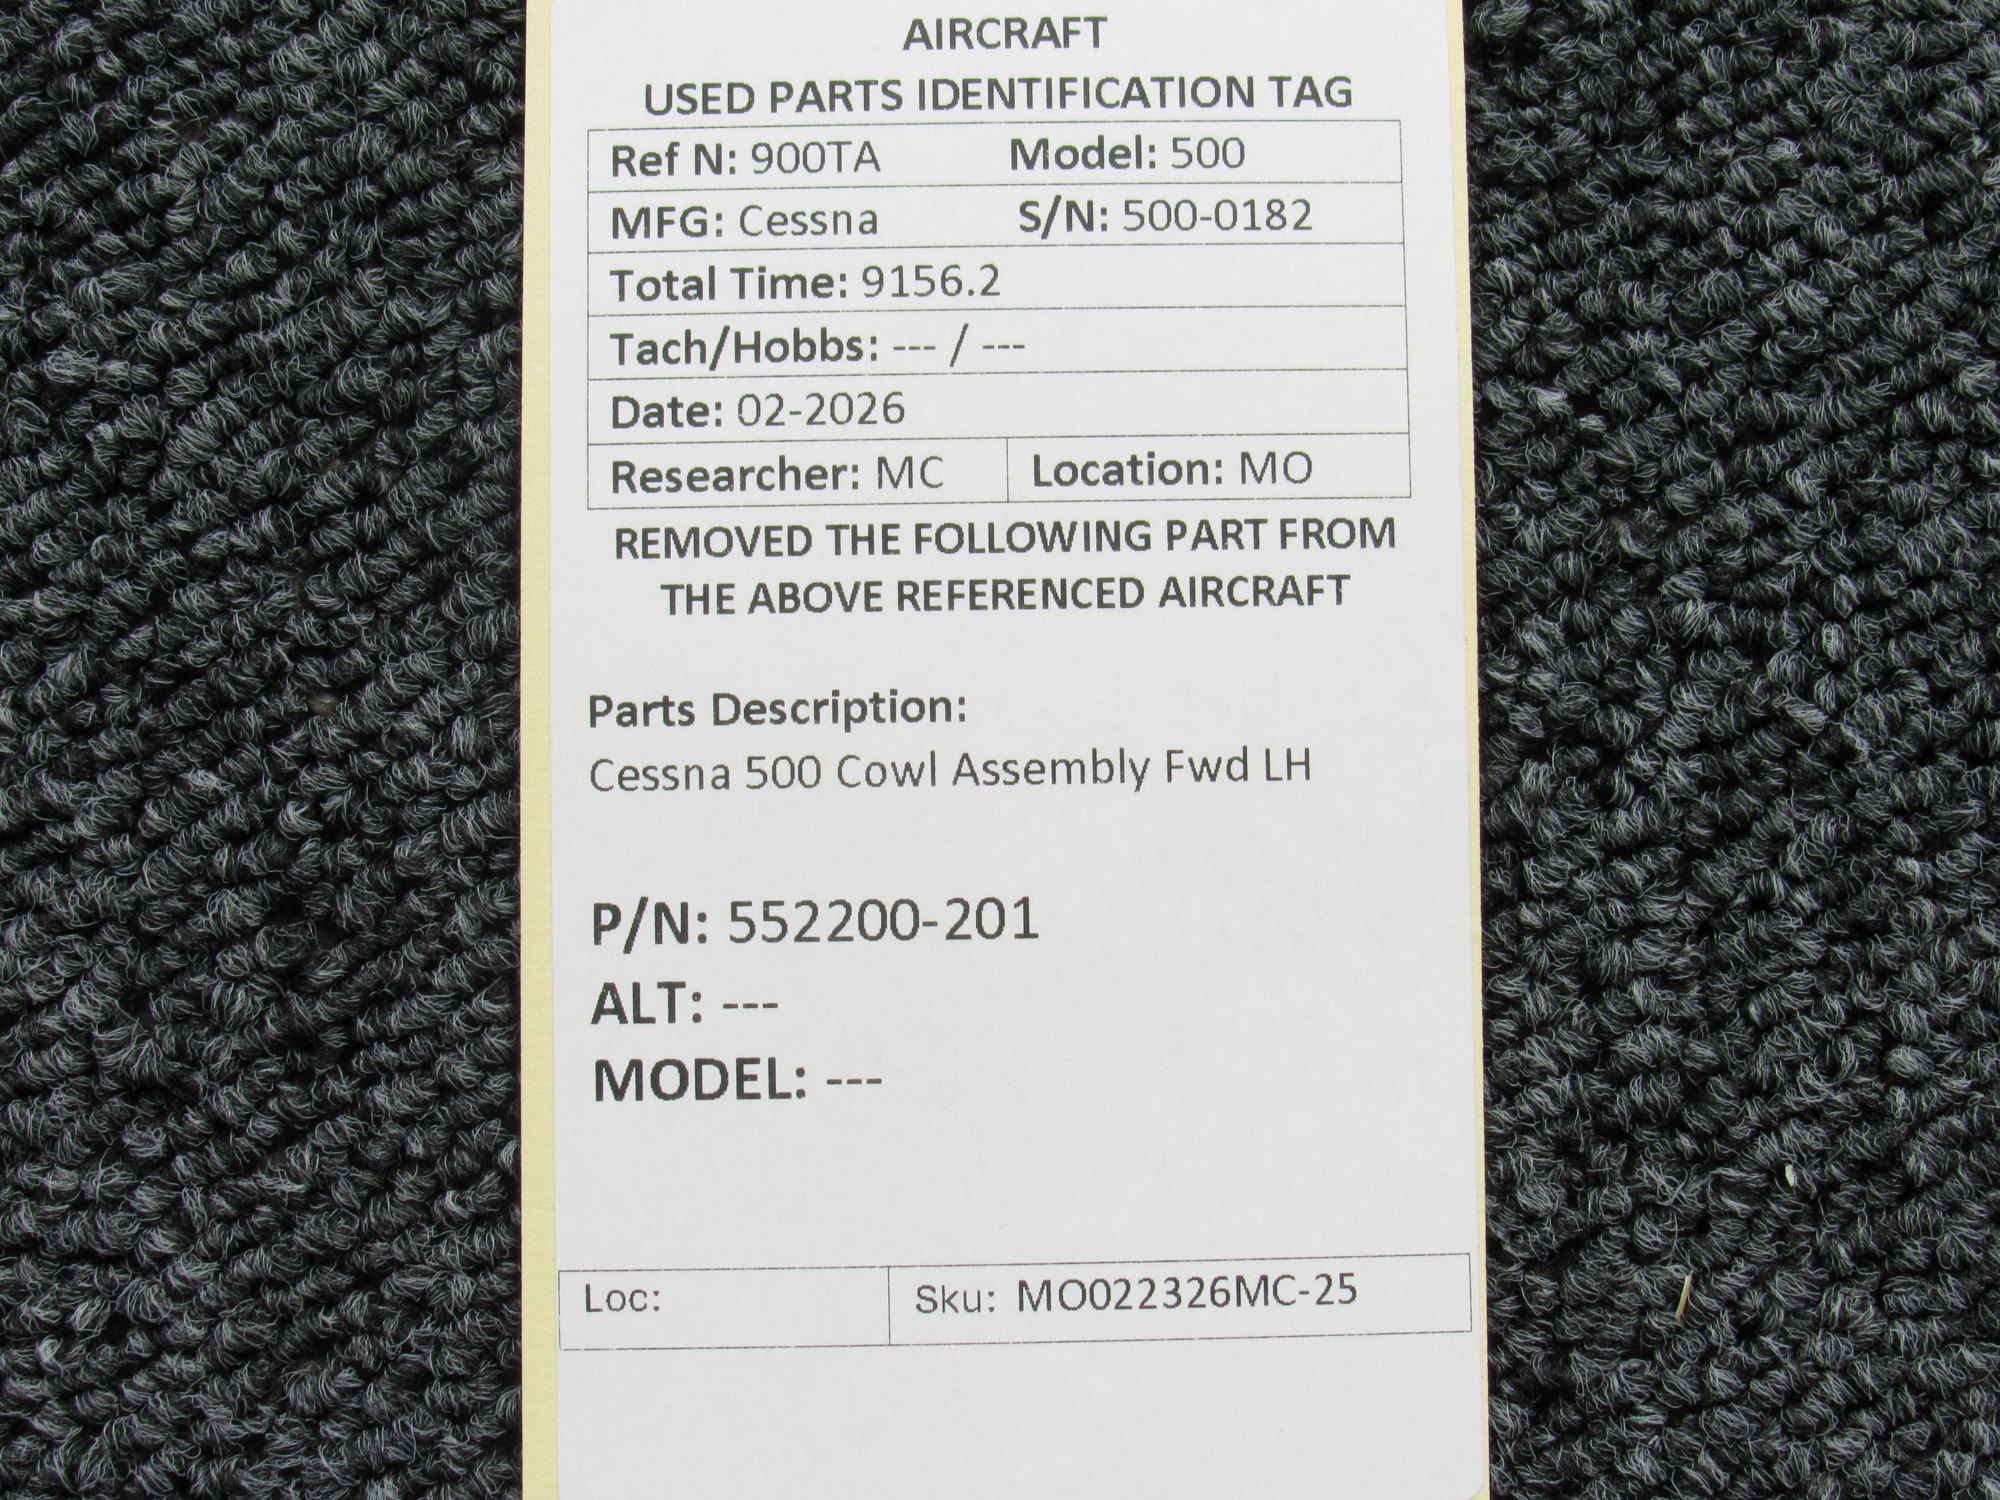 AIRCRAFT
USED PARTS IDENTIFICATION TAG
Ref N: 900TA Model: 500
MFG: Cessna S/N: 500-0182
Total Time: 9156.2
Tach/Hobbs: --- / ---
Date: 02-2026
Researcher: MC Location: MO
REMOVED THE FOLLOWING PART FROM
THE ABOVE REFERENCED AIRCRAFT
Parts Description:
Cessna 500 Cowl Assembly Fwd LH
P/N: 552200-201
ALT: ---
MODEL: ---
Loc: Sku: MO022326MC-25